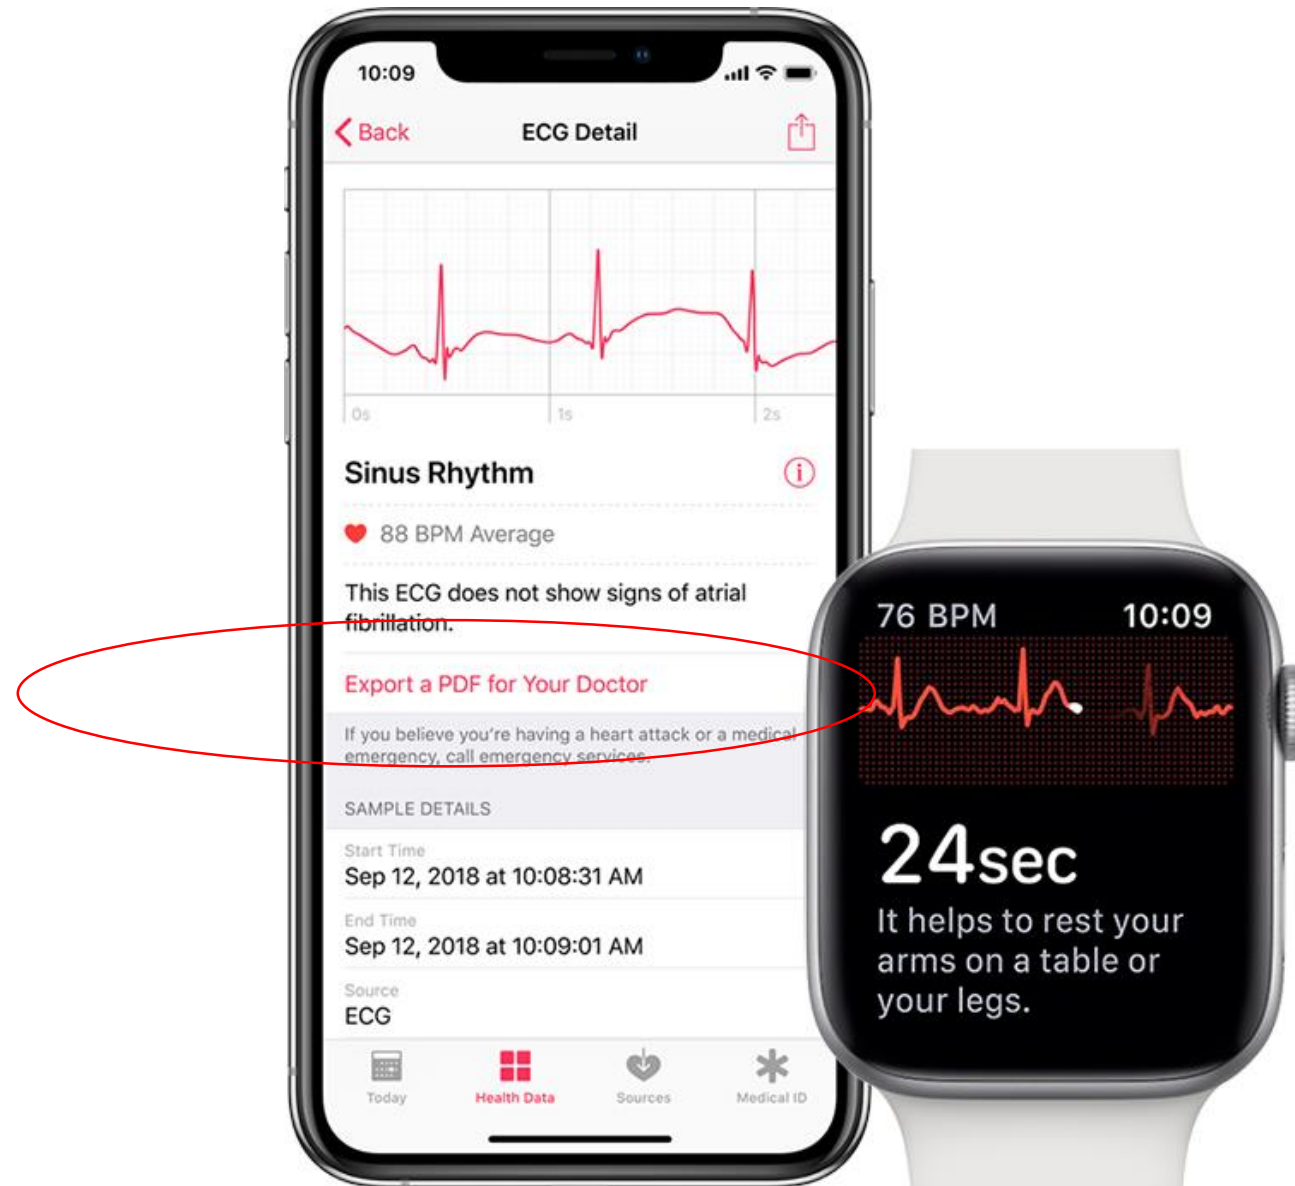 10:09
Back
ECG Detail
0s
1s
2s
Sinus Rhythm
88 BPM Average
This ECG does not show signs of atrial
fibrillation.
Export a PDF for Your Doctor
If you believe you're having a heart attack or a medical
emergency, call emergency services.
SAMPLE DETAILS
Start Time
Sep 12, 2018 at 10:08:31 AM
End Time
Sep 12, 2018 at 10:09:01 AM
Source
ECG
Today
Health Data
Sources
Medical ID
76 BPM
10:09
24sec
It helps to rest your
arms on a table or
your legs.